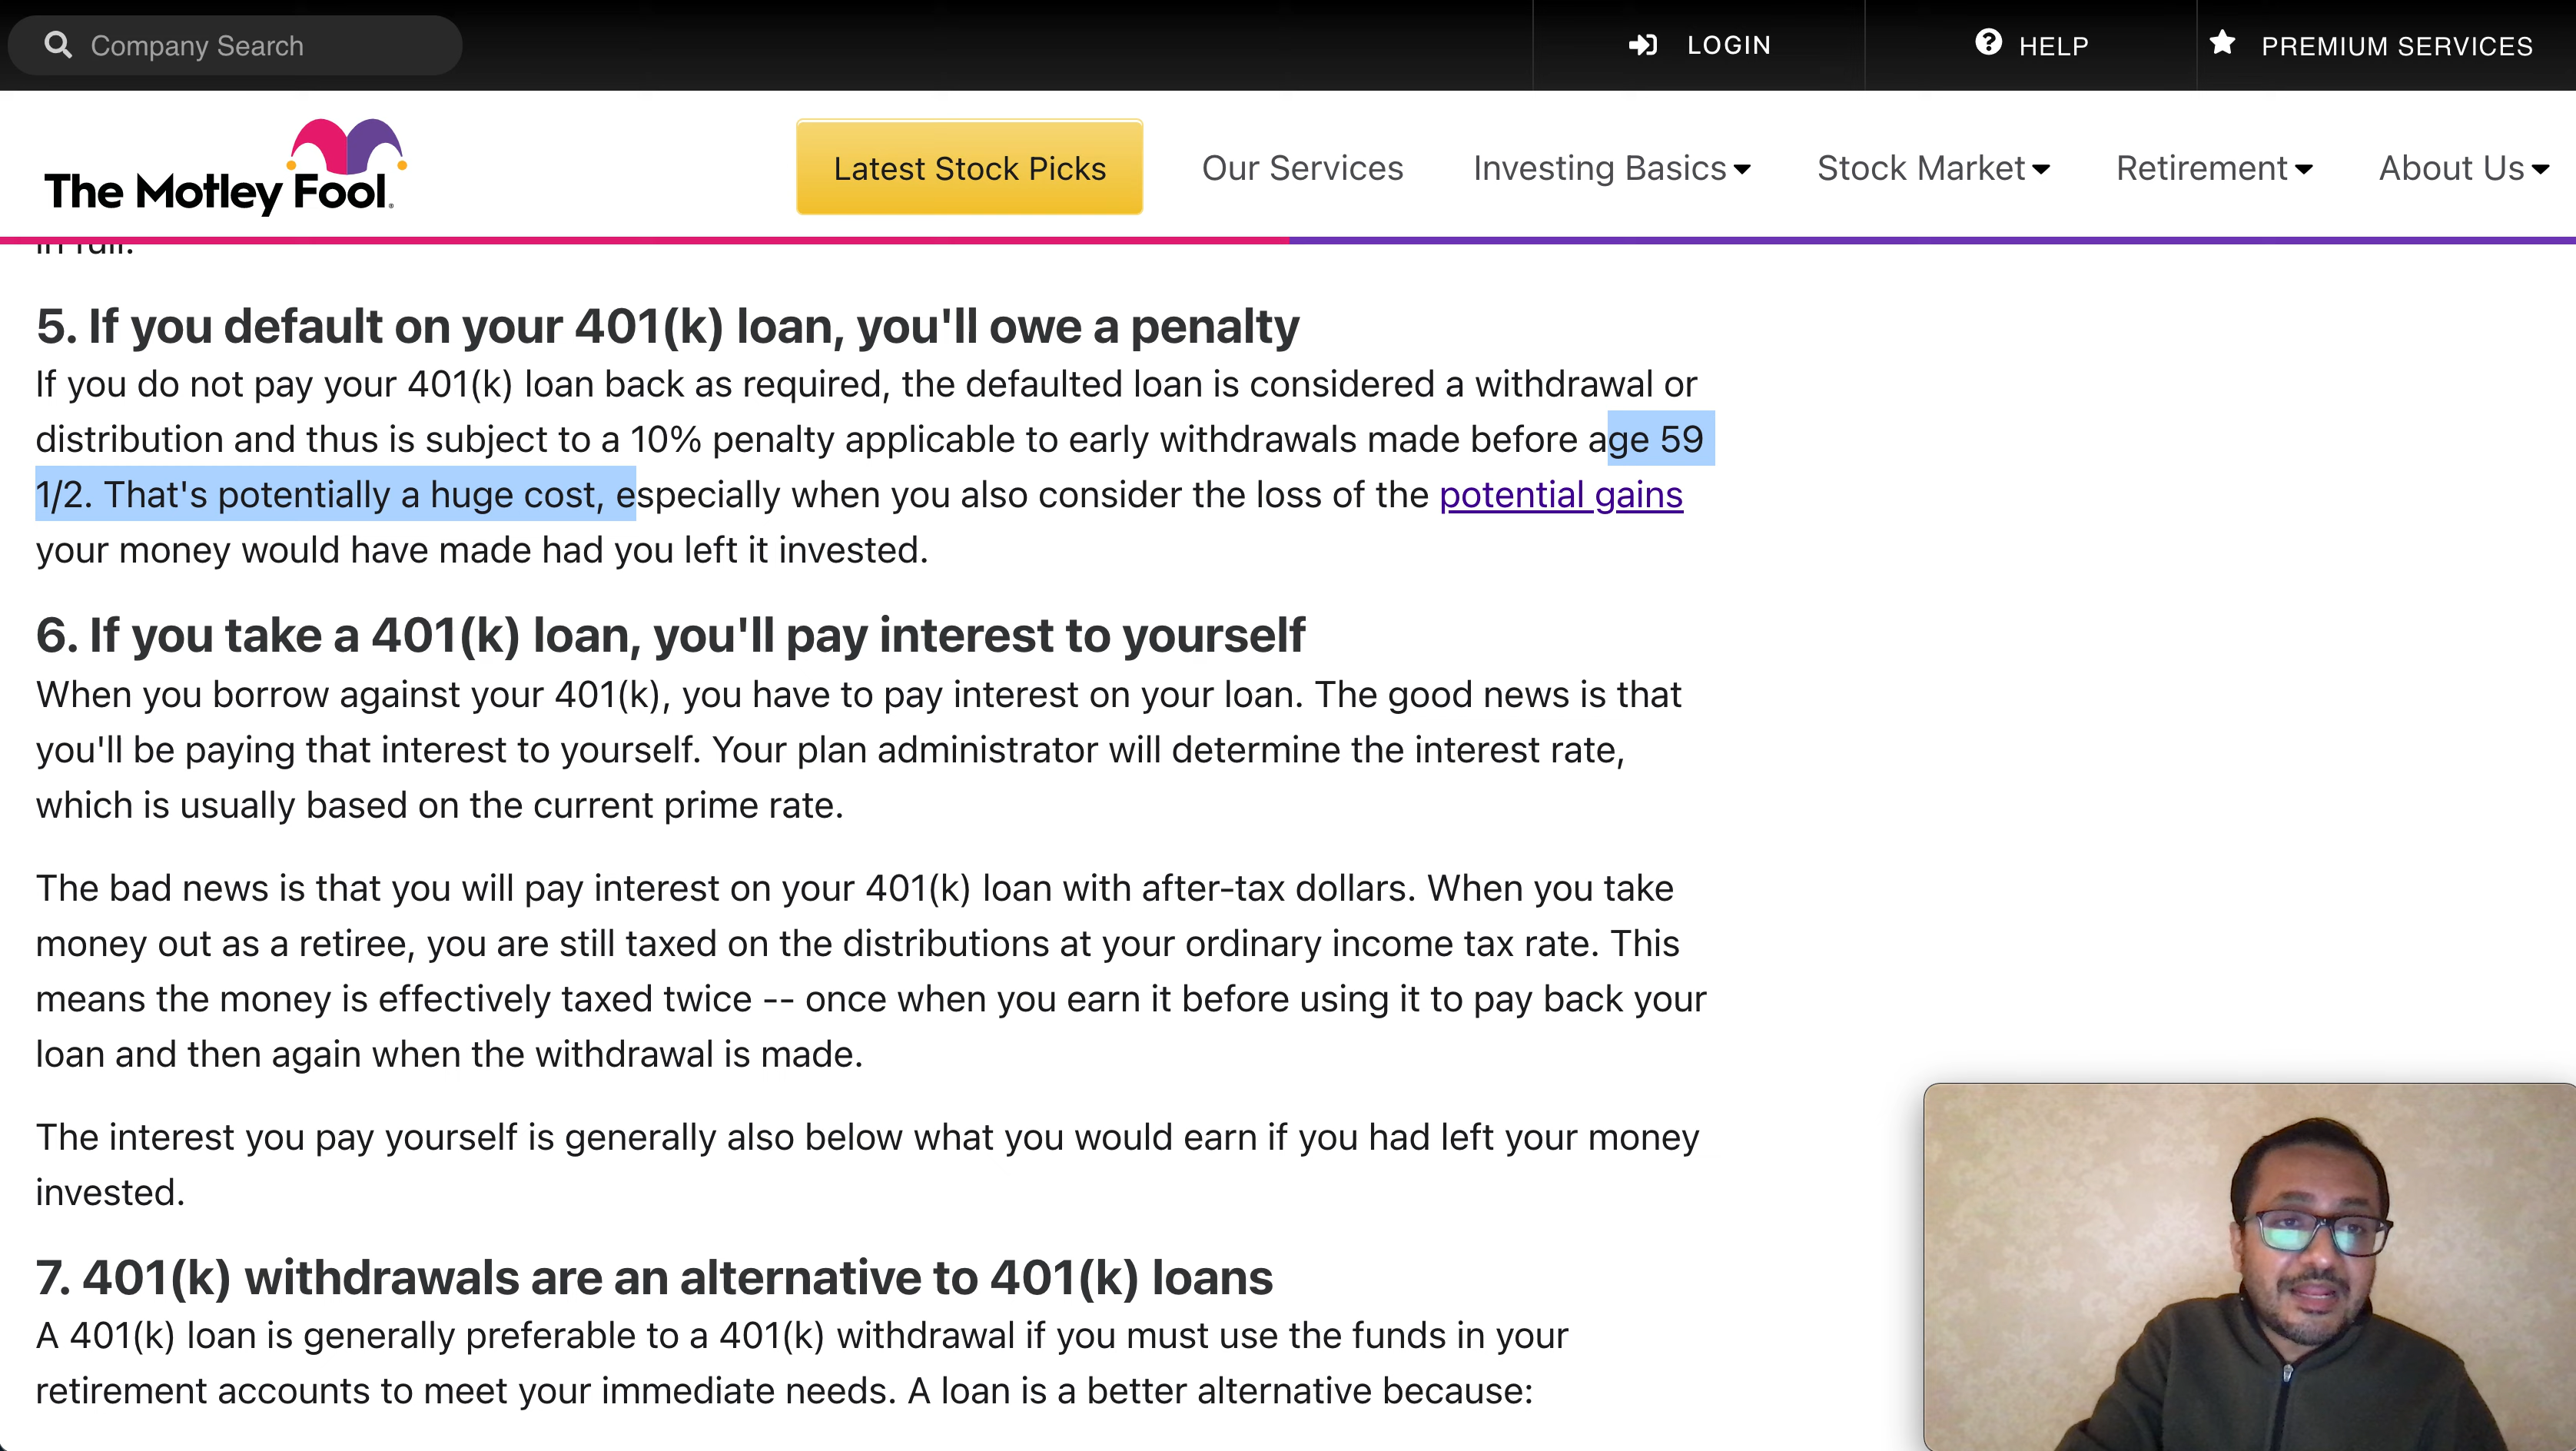 Company Search
LOGIN
HELP
PREMIUM SERVICES
The Motley Fool
Latest Stock Picks
Our Services
Investing Basics
Stock Market
Retirement
About Us
in full.
5. If you default on your 401(k) loan, you'll owe a penalty
If you do not pay your 401(k) loan back as required, the defaulted loan is considered a withdrawal or
distribution and thus is subject to a 10% penalty applicable to early withdrawals made before age 59
1/2. That's potentially a huge cost, especially when you also consider the loss of the potential gains
your money would have made had you left it invested.
6. If you take a 401(k) loan, you'll pay interest to yourself
When you borrow against your 401(k), you have to pay interest on your loan. The good news is that
you'll be paying that interest to yourself. Your plan administrator will determine the interest rate,
which is usually based on the current prime rate.
The bad news is that you will pay interest on your 401(k) loan with after-tax dollars. When you take
money out as a retiree, you are still taxed on the distributions at your ordinary income tax rate. This
means the money is effectively taxed twice -- once when you earn it before using it to pay back your
loan and then again when the withdrawal is made.
The interest you pay yourself is generally also below what you would earn if you had left your money
invested.
7. 401(k) withdrawals are an alternative to 401(k) loans
A 401(k) loan is generally preferable to a 401(k) withdrawal if you must use the funds in your
retirement accounts to meet your immediate needs. A loan is a better alternative because: